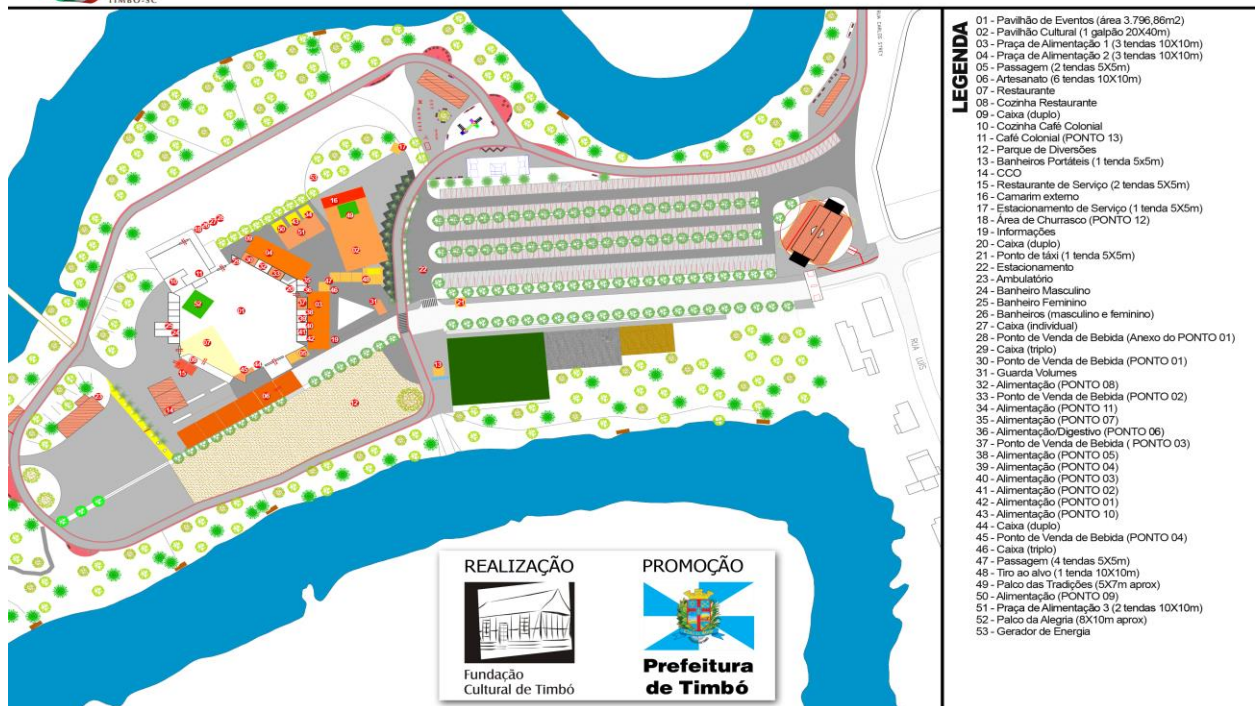 TIMBÓ-SC
RUA LUIS
REALIZAÇÃO
Fundação
Cultural de Timbó
PROMOÇÃO
Prefeitura
de Timbó
LEGENDA
01 - Pavilhão de Eventos (área 3.796,86m2)
02 - Pavilhão Cultural (1 galpão 20X40m)
03 - Praça de Alimentação 1 (3 tendas 10X10m)
04 - Praça de Alimentação 2 (3 tendas 10X10m)
05 - Passagem (2 tendas 5X5m)
06 - Artesanato (6 tendas 10X10m)
07 - Restaurante
08 - Cozinha Restaurante
09 - Caixa (duplo)
10 - Cozinha Café Colonial
11 - Café Colonial (PONTO 13)
12 - Parque de Diversões
13 - Banheiros Portáteis (1 tenda 5x5m)
14 - CCO
15 - Restaurante de Serviço (2 tendas 5X5m)
16 - Camarim externo
17 - Estacionamento de Serviço (1 tenda 5X5m)
18 - Área de Churrasco (PONTO 12)
19 - Informações
20 - Caixa (duplo)
21 - Ponto de táxi (1 tenda 5X5m)
22 - Estacionamento
23 - Ambulatório
24 - Banheiro Masculino
25 - Banheiro Feminino
26 - Banheiros (masculino e feminino)
27 - Caixa (individual)
28 - Ponto de Venda de Bebida (Anexo do PONTO 01)
29 - Caixa (triplo)
30 - Ponto de Venda de Bebida (PONTO 01)
31 - Guarda Volumes
32 - Alimentação (PONTO 08)
33 - Ponto de Venda de Bebida (PONTO 02)
34 - Alimentação (PONTO 11)
35 - Alimentação (PONTO 07)
36 - Alimentação/Digestivo (PONTO 06)
37 - Ponto de Venda de Bebida ( PONTO 03)
38 - Alimentação (PONTO 05)
39 - Alimentação (PONTO 04)
40 - Alimentação (PONTO 03)
41 - Alimentação (PONTO 02)
42 - Alimentação (PONTO 01)
43 - Alimentação (PONTO 10)
44 - Caixa (duplo)
45 - Ponto de Venda de Bebida (PONTO 04)
46 - Caixa (triplo)
47 - Passagem (4 tendas 5X5m)
48 - Tiro ao alvo (1 tenda 10X10m)
49 - Palco das Tradições (5X7m aprox)
50 - Alimentação (PONTO 09)
51 - Praça de Alimentação 3 (2 tendas 10X10m)
52 - Palco da Alegria (8X10m aprox)
53 - Gerador de Energia